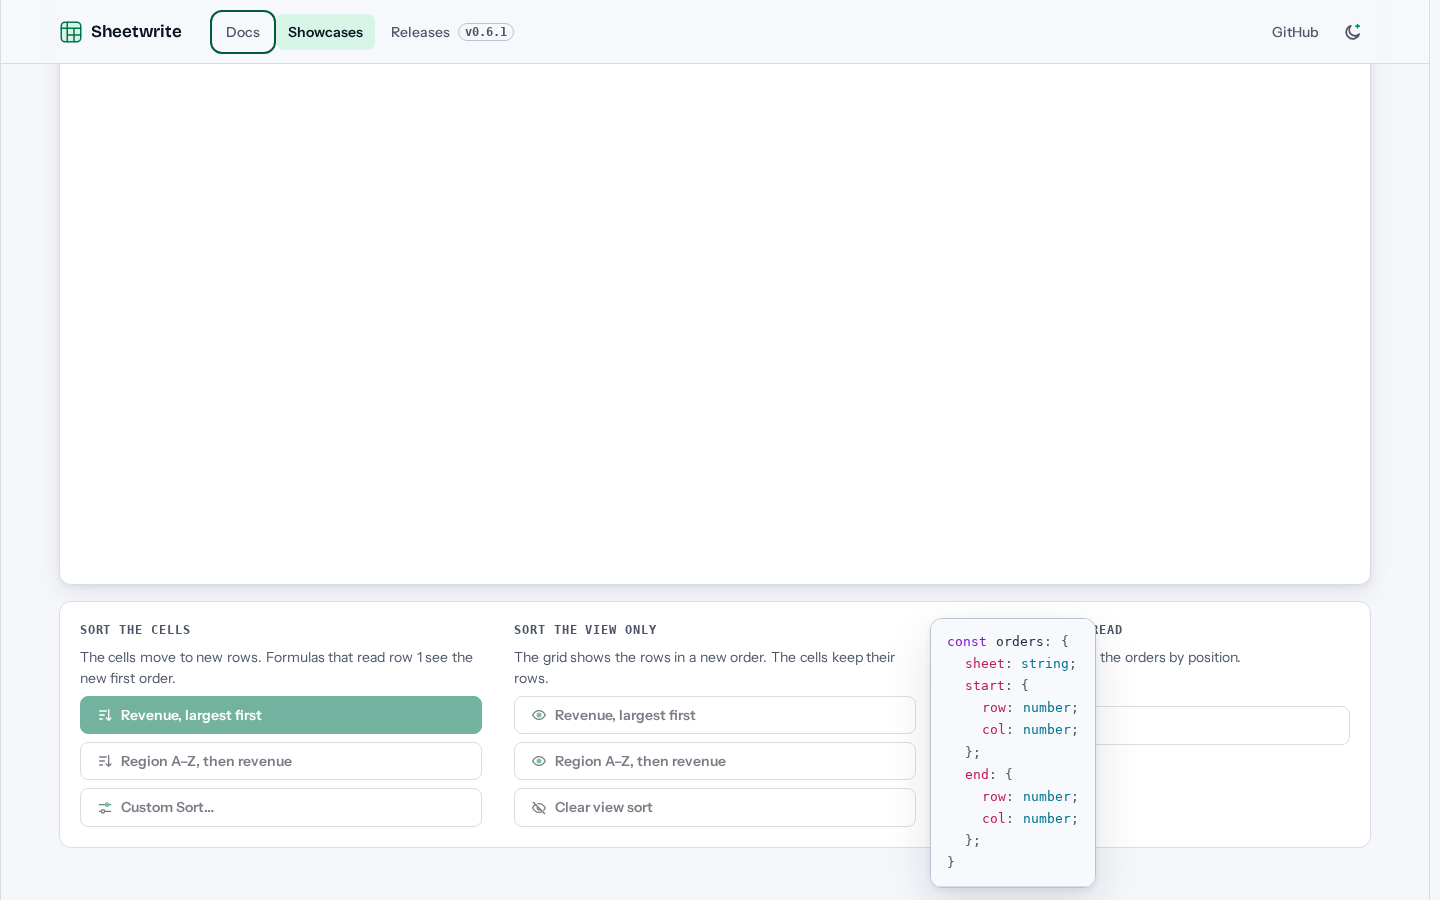 Sheetwrite
Docs
Showcases
Releases v0.6.1
GitHub
SORT THE CELLS
The cells move to new rows. Formulas that read row 1 see the
new first order.
Revenue, largest first
Region A–Z, then revenue
Custom Sort...
SORT THE VIEW ONLY
The grid shows the rows in a new order. The cells keep their
rows.
Revenue, largest first
Region A–Z, then revenue
Clear view sort
READ
the orders by position.
const orders: {
sheet: string;
start: {
row: number;
col: number;
};
end: {
row: number;
col: number;
};
}